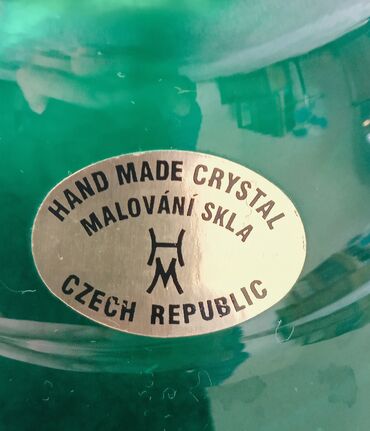 HAND MADE CRYSTAL
MALOVÁNÍ SKLA
HM
CZECH REPUBLIC